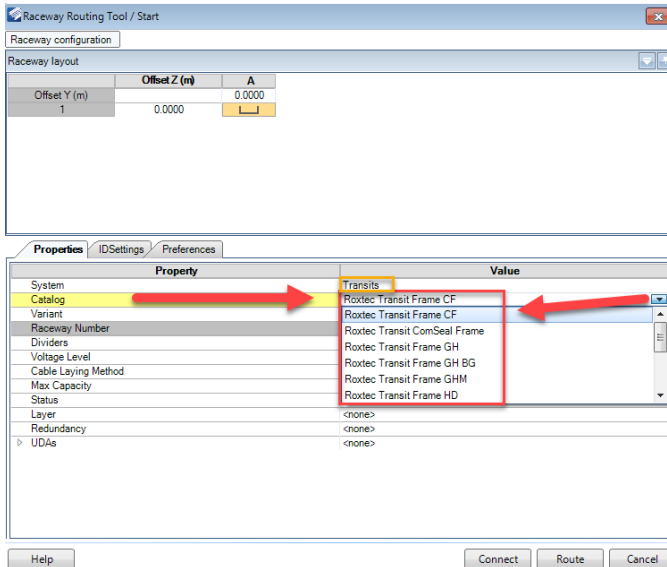 Raceway Routing Tool / Start
Raceway configuration
Raceway layout
Offset Z (m) A
Offset Y (m) 0.0000
1 0.0000
Properties IDSettings Preferences
Property Value
System Transits
Catalog Roxtec Transit Frame CF
Variant Roxtec Transit Frame CF
Raceway Number Roxtec Transit ComSeal Frame
Dividers Roxtec Transit Frame GH
Voltage Level Roxtec Transit Frame GH BG
Cable Laying Method Roxtec Transit Frame GHM
Max Capacity Roxtec Transit Frame HD
Status
Layer <none>
Redundancy <none>
UDAs <none>
Help Connect Route Cancel